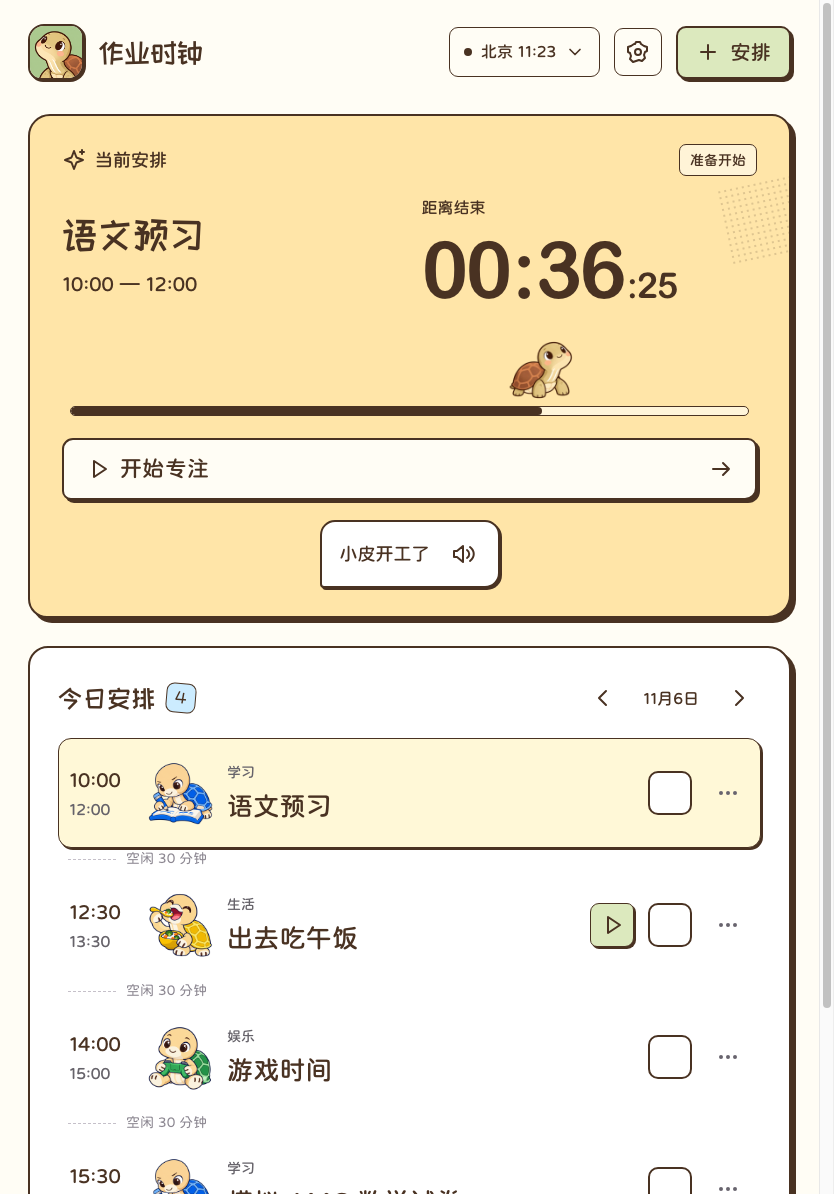 作业时钟
北京 11:23
安排
当前安排
准备开始
语文预习
10:00 — 12:00
距离结束
00:36:25
开始专注
小皮开工了
今日安排 4
11月6日
10:00
12:00
学习
语文预习
空闲 30 分钟
12:30
13:30
生活
出去吃午饭
空闲 30 分钟
14:00
15:00
娱乐
游戏时间
空闲 30 分钟
15:30
学习